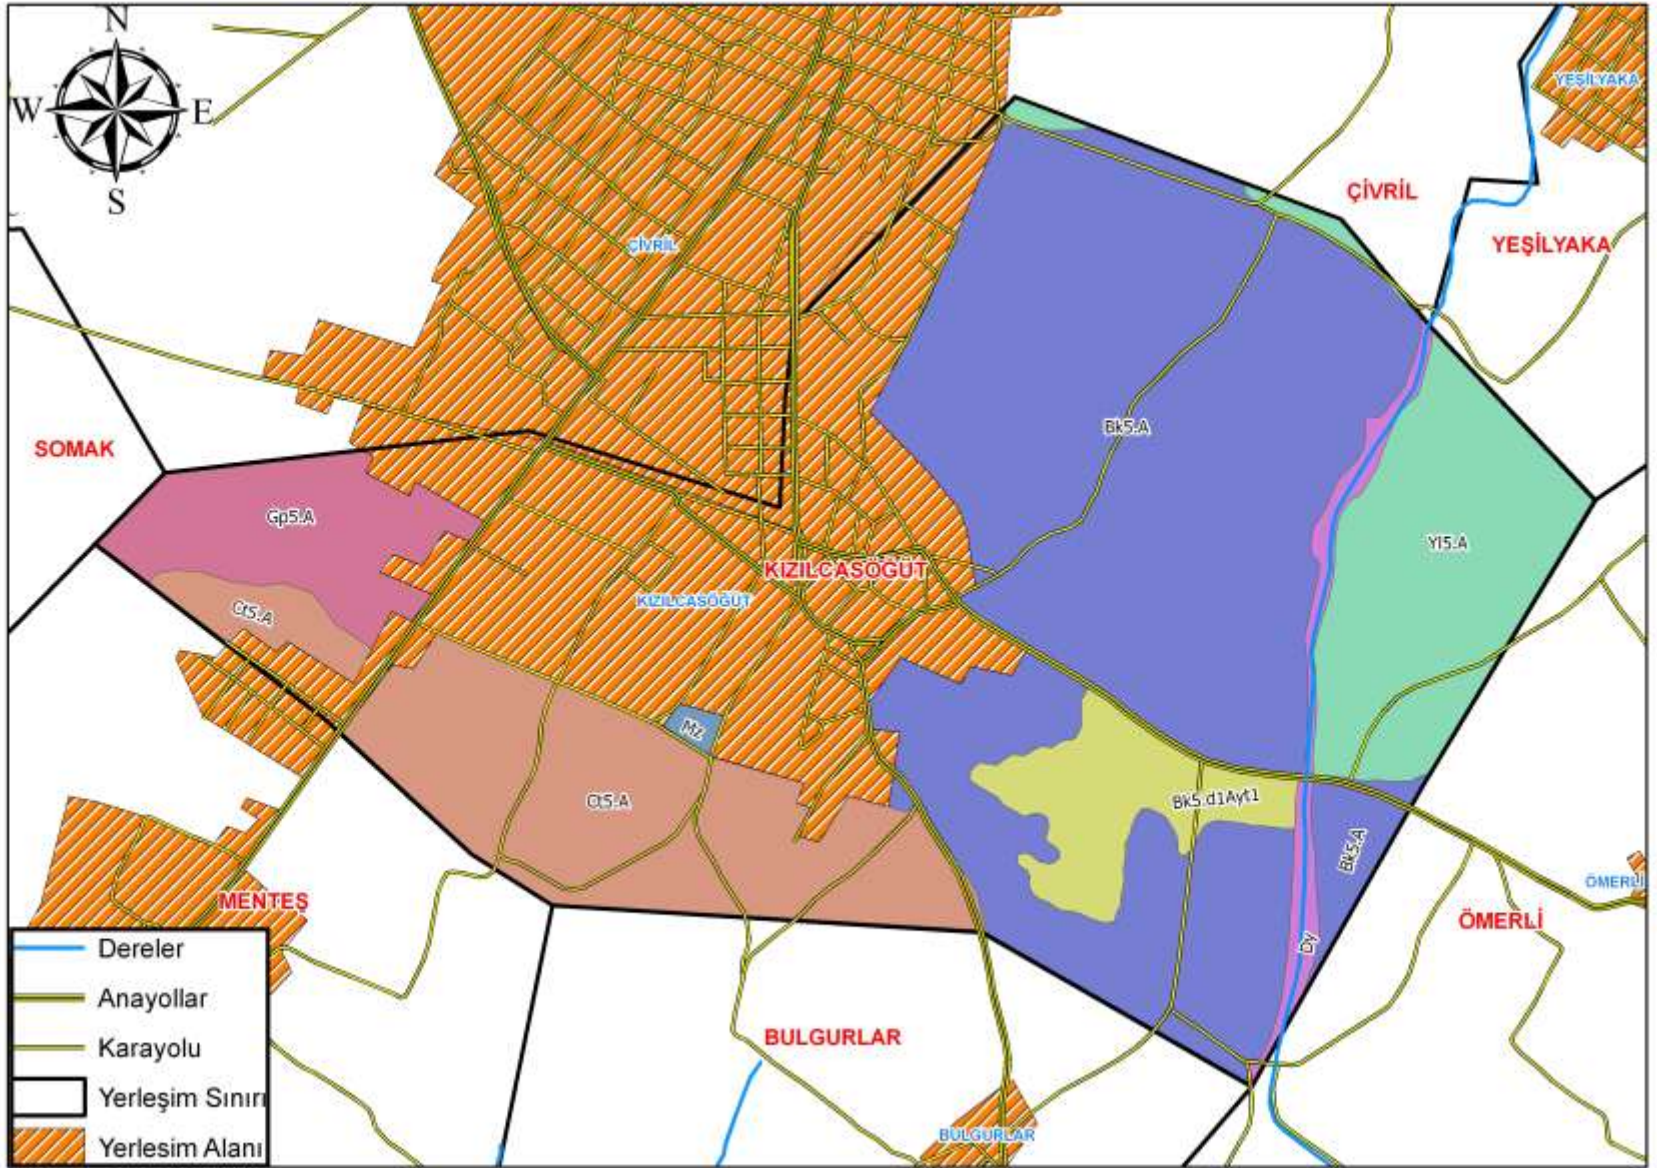 N
W E
S
YEŞİLYAKA
ÇİVRİL
YEŞİLYAKA
ÇİVRİL
Bk5.A
SOMAK
Gp5.A
Yl5.A
KIZILCASÖĞÜT
KIZILCASÖĞÜT
Ct5.A
Mz
Ct5.A
Bk5.d1Ayt1
Bk5.A
ÖMERLİ
MENTEŞ
ÖMERLİ
Dy
BULGURLAR
BULGURLAR
Dereler
Anayollar
Karayolu
Yerleşim Sınırı
Yerlesim Alanı